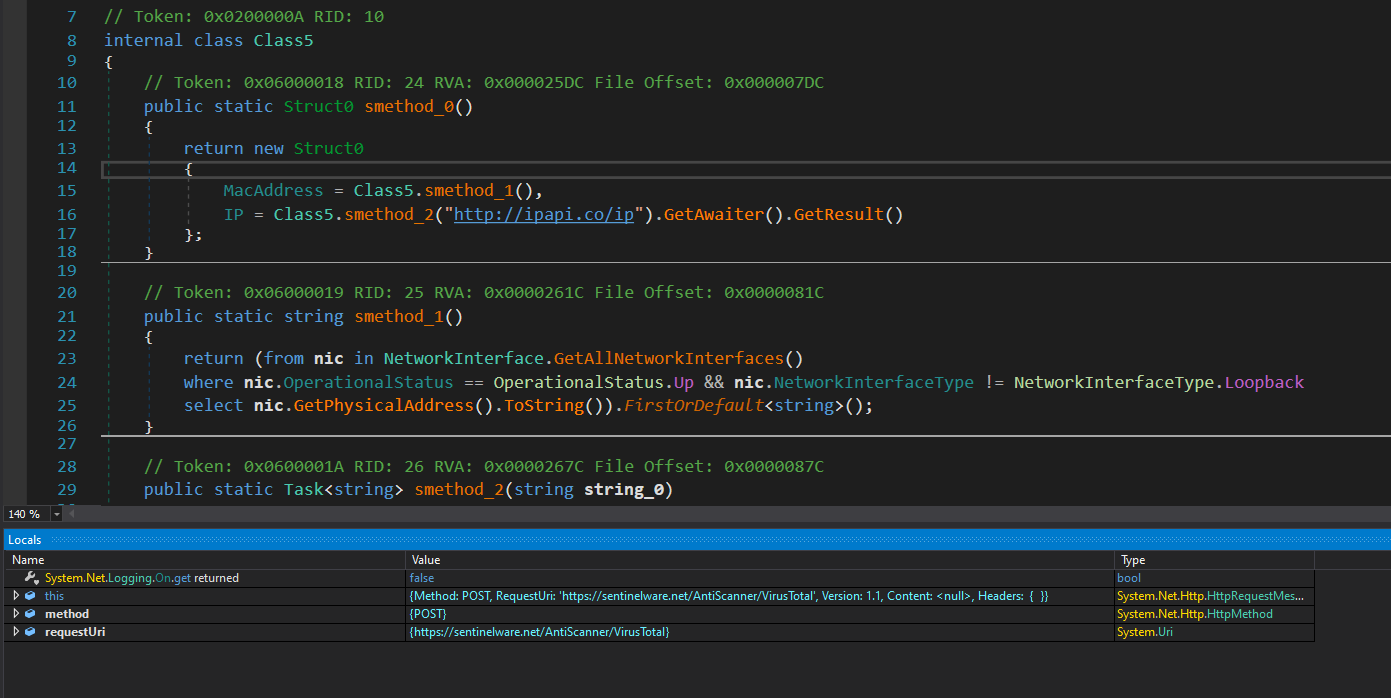 7 // Token: 0x0200000A RID: 10
8 internal class Class5
9 {
10 // Token: 0x06000018 RID: 24 RVA: 0x000025DC File Offset: 0x000007DC
11 public static Struct0 smethod_0()
12 {
13 return new Struct0
14 {
15 MacAddress = Class5.smethod_1(),
16 IP = Class5.smethod_2("http://ipapi.co/ip").GetAwaiter().GetResult()
17 };
18 }
19
20 // Token: 0x06000019 RID: 25 RVA: 0x0000261C File Offset: 0x0000081C
21 public static string smethod_1()
22 {
23 return (from nic in NetworkInterface.GetAllNetworkInterfaces()
24 where nic.OperationalStatus == OperationalStatus.Up && nic.NetworkInterfaceType != NetworkInterfaceType.Loopback
25 select nic.GetPhysicalAddress().ToString()).FirstOrDefault<string>();
26 }
27
28 // Token: 0x0600001A RID: 26 RVA: 0x0000267C File Offset: 0x0000087C
29 public static Task<string> smethod_2(string string_0)
140 %
Locals
Name Value Type
System.Net.Logging.On.get returned false bool
this {Method: POST, RequestUri: 'https://sentinelware.net/AntiScanner/VirusTotal', Version: 1.1, Content: <null>, Headers: { }} System.Net.Http.HttpRequestMes...
method {POST} System.Net.Http.HttpMethod
requestUri {https://sentinelware.net/AntiScanner/VirusTotal} System.Uri